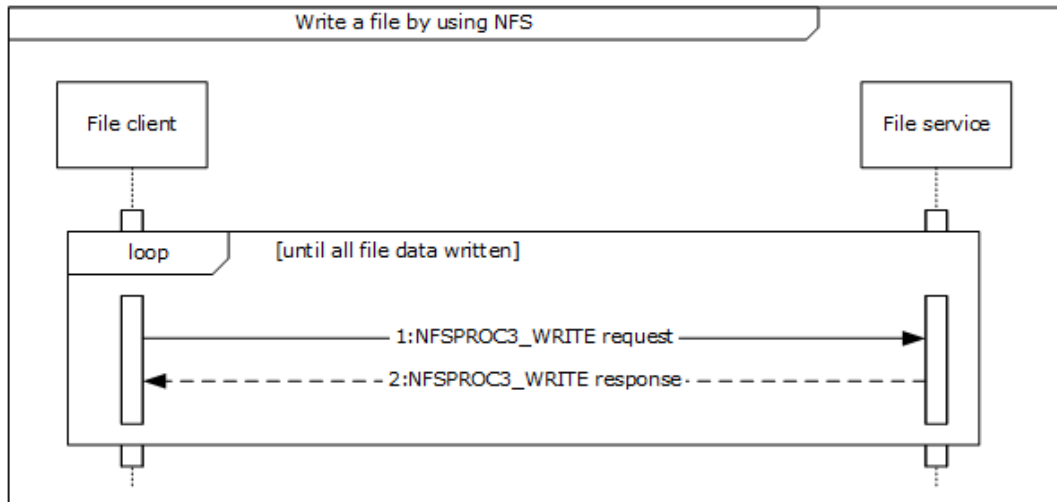 Write a file by using NFS
File client
File service
loop
[until all file data written]
1:NFSPROC3_WRITE request
2:NFSPROC3_WRITE response